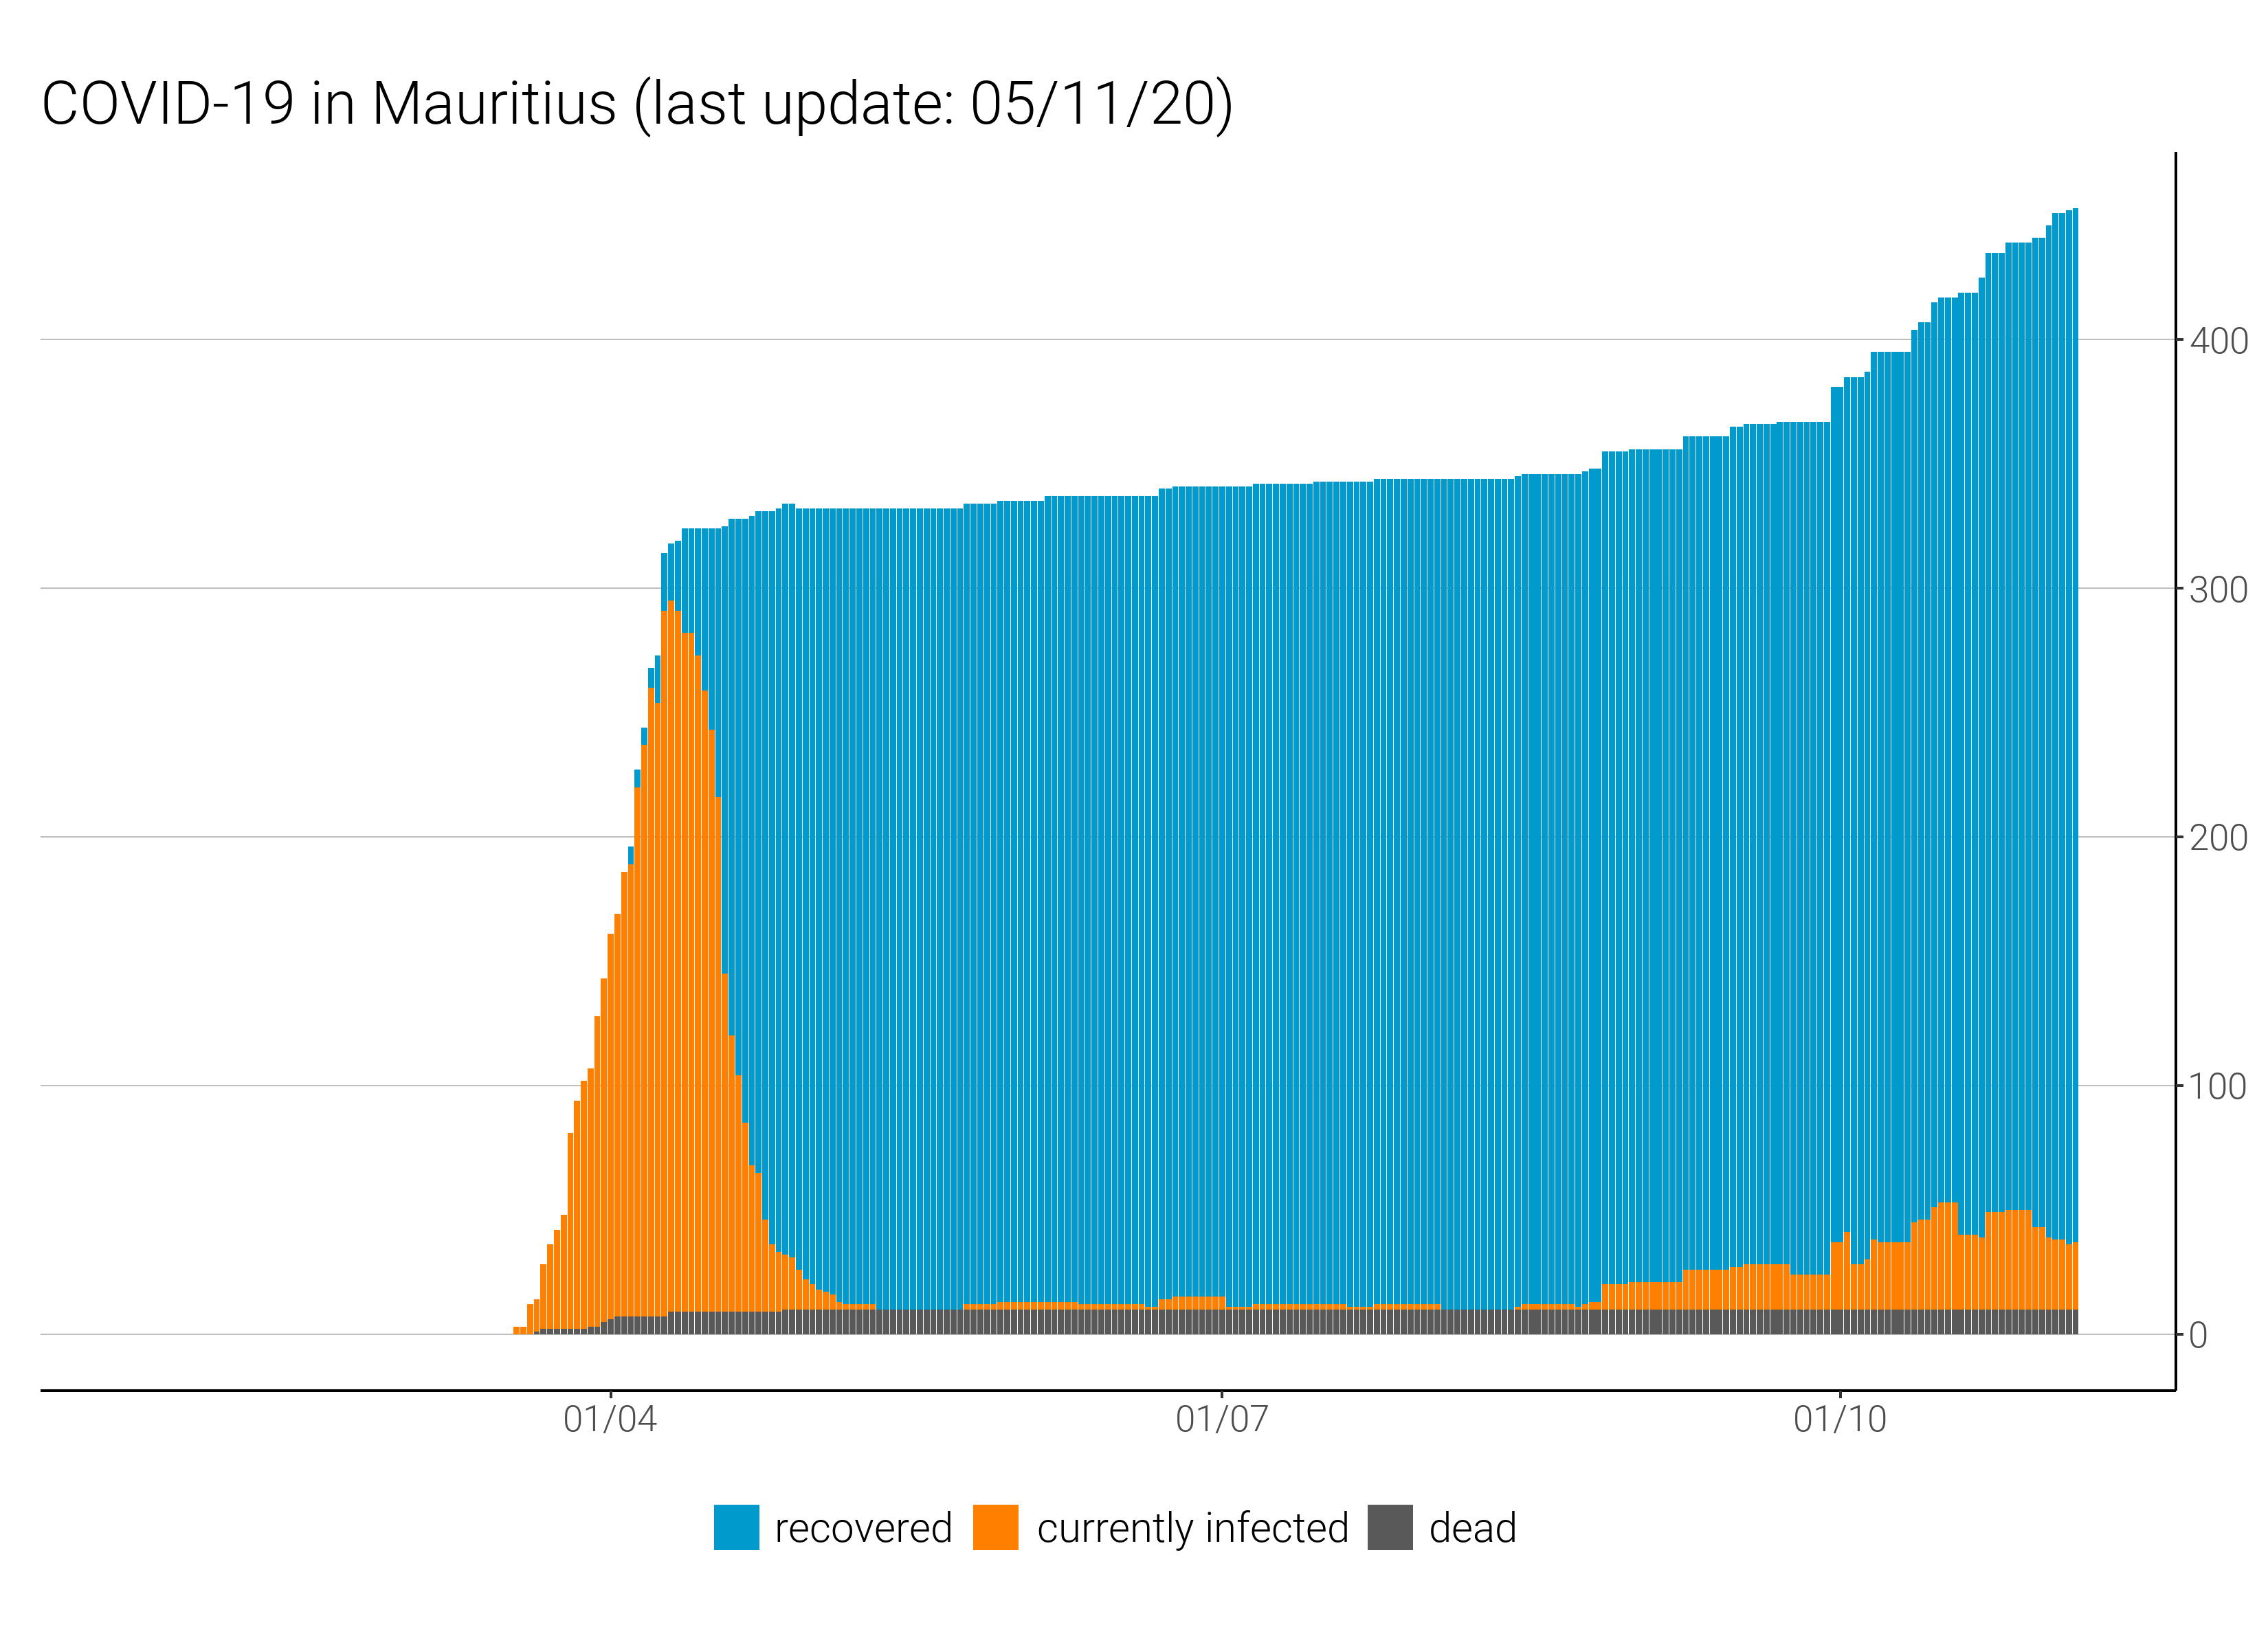 COVID-19 in Mauritius (last update: 05/11/20)
400
300
200
100
0
01/04 01/07 01/10
recovered currently infected dead